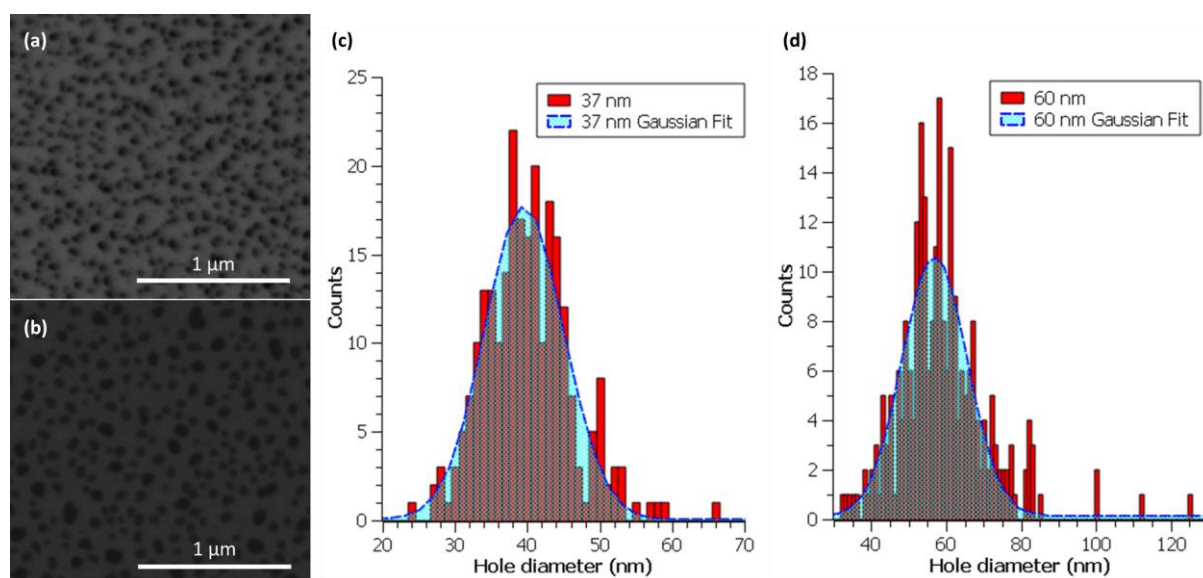 (a)
1 μm
(b)
1 μm
(c)
37 nm
37 nm Gaussian Fit
25
20
15
10
5
0
Counts
20 30 40 50 60 70
Hole diameter (nm)
(d)
60 nm
60 nm Gaussian Fit
18
16
14
12
10
8
6
4
2
0
Counts
40 60 80 100 120
Hole diameter (nm)